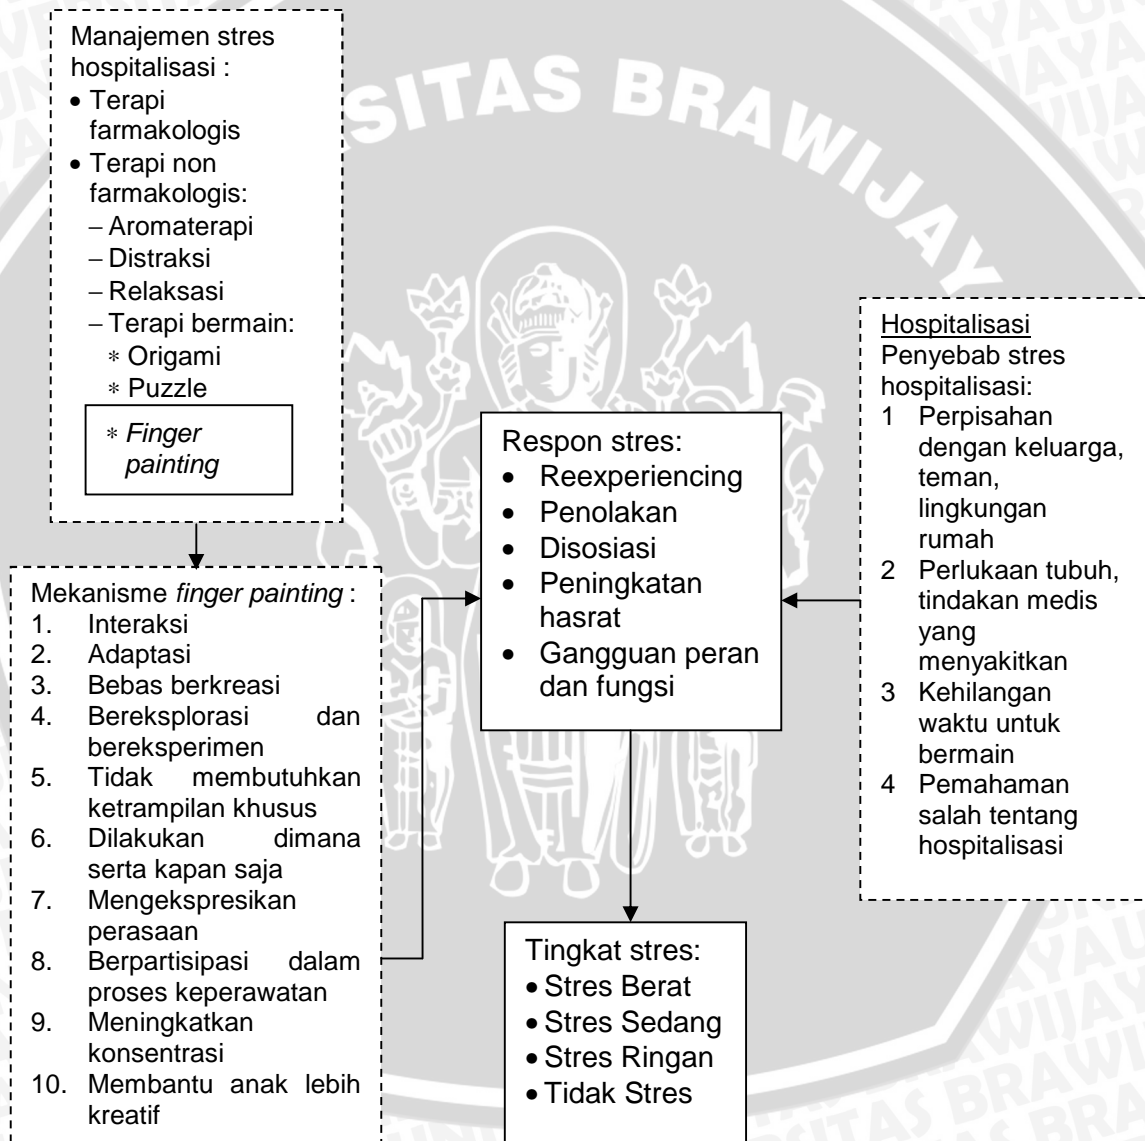 SITAS BRAWIJAY
Manajemen stres
hospitalisasi :
• Terapi
farmakologis
• Terapi non
farmakologis:
– Aromaterapi
– Distraksi
– Relaksasi
– Terapi bermain:
* Origami
* Puzzle
* Finger
painting
Mekanisme finger painting :
1. Interaksi
2. Adaptasi
3. Bebas berkreasi
4. Bereksplorasi dan
bereksperimen
5. Tidak membutuhkan
ketrampilan khusus
6. Dilakukan dimana
serta kapan saja
7. Mengekspresikan
perasaan
8. Berpartisipasi dalam
proses keperawatan
9. Meningkatkan
konsentrasi
10. Membantu anak lebih
kreatif
Respon stres:
• Reexperiencing
• Penolakan
• Disosiasi
• Peningkatan
hasrat
• Gangguan peran
dan fungsi
Tingkat stres:
• Stres Berat
• Stres Sedang
• Stres Ringan
• Tidak Stres
Hospitalisasi
Penyebab stres
hospitalisasi:
1 Perpisahan
dengan keluarga,
teman,
lingkungan
rumah
2 Perlukaan tubuh,
tindakan medis
yang
menyakitkan
3 Kehilangan
waktu untuk
bermain
4 Pemahaman
salah tentang
hospitalisasi